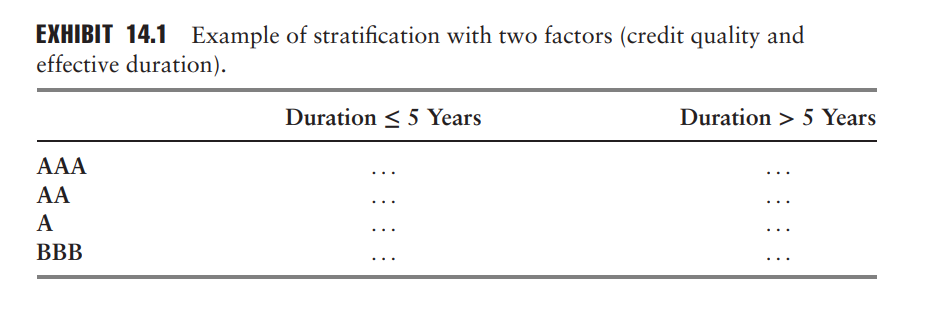 EXHIBIT 14.1 Example of stratification with two factors (credit quality and
effective duration).
Duration ≤ 5 Years Duration > 5 Years
AAA ... ...
AA ... ...
A ... ...
BBB ... ...